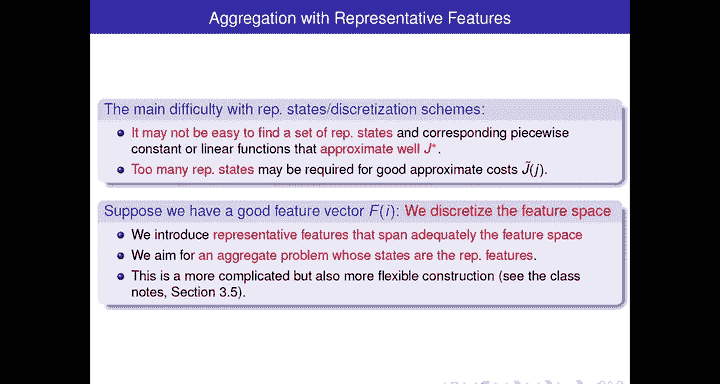 Aggregation with Representative Features
The main difficulty with rep. states/discretization schemes:
It may not be easy to find a set of rep. states and corresponding piecewise
constant or linear functions that approximate well J*.
Too many rep. states may be required for good approximate costs J̃(j).
Suppose we have a good feature vector F(i): We discretize the feature space
We introduce representative features that span adequately the feature space
We aim for an aggregate problem whose states are the rep. features.
This is a more complicated but also more flexible construction (see the class
notes, Section 3.5).